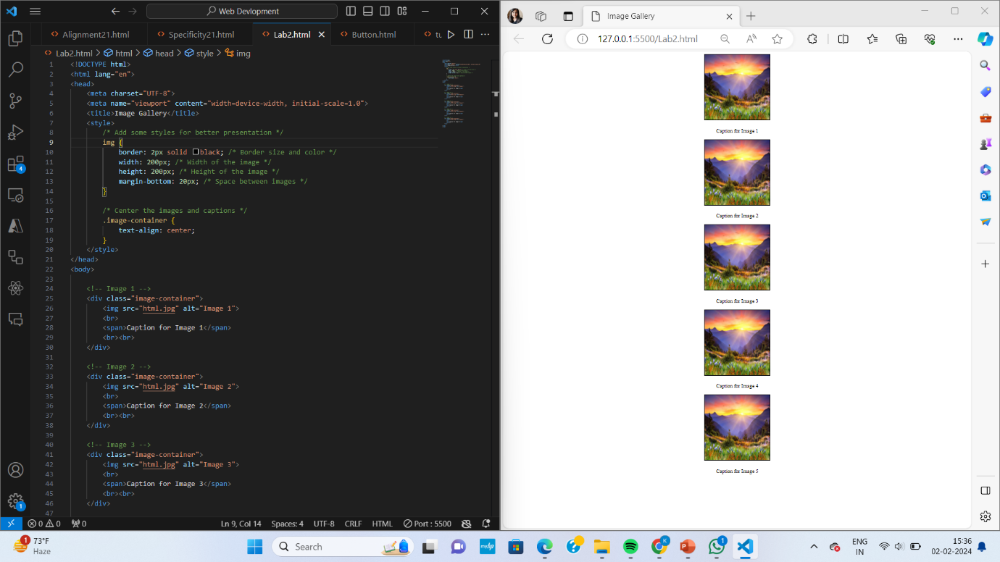 Web Devlopment
Alignment21.html
Specificity21.html
Lab2.html
Button.html
tu
Lab2.html > html > head > style > img
1 <!DOCTYPE html>
2 <html lang="en">
3 <head>
4 <meta charset="UTF-8">
5 <meta name="viewport" content="width=device-width, initial-scale=1.0">
6 <title>Image Gallery</title>
7 <style>
8 /* Add some styles for better presentation */
9 img {
10 border: 2px solid black; /* Border size and color */
11 width: 200px; /* Width of the image */
12 height: 200px; /* Height of the image */
13 margin-bottom: 20px; /* Space between images */
14 }
15
16 /* Center the images and captions */
17 .image-container {
18 text-align: center;
19 }
20 </style>
21 </head>
22 <body>
23
24 <!-- Image 1 -->
25 <div class="image-container">
26 <img src="html.jpg" alt="Image 1">
27 <br>
28 <span>Caption for Image 1</span>
29 <br><br>
30 </div>
31
32 <!-- Image 2 -->
33 <div class="image-container">
34 <img src="html.jpg" alt="Image 2">
35 <br>
36 <span>Caption for Image 2</span>
37 <br><br>
38 </div>
39
40 <!-- Image 3 -->
41 <div class="image-container">
42 <img src="html.jpg" alt="Image 3">
43 <br>
44 <span>Caption for Image 3</span>
45 <br><br>
46 </div>
47
4
1
0 0 0 Ln 9, Col 14 Spaces: 4 UTF-8 CRLF HTML Port : 5500
Image Gallery
127.0.0.1:5500/Lab2.html
Caption for Image 1
Caption for Image 2
Caption for Image 3
Caption for Image 4
Caption for Image 5
1
73°F
Haze
Search
myhp
K
P
1
ENG
IN
15:36
02-02-2024